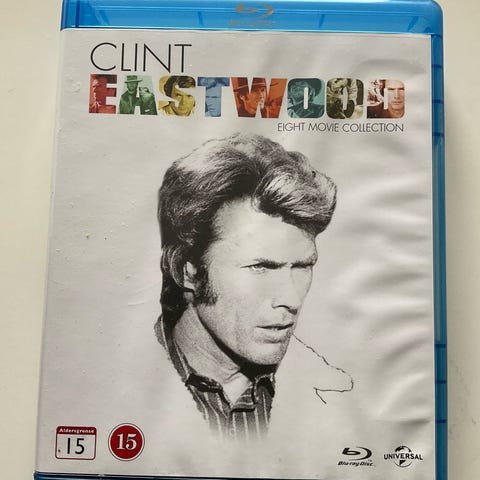 CLINT
EASTWOOD
EIGHT MOVIE COLLECTION
Aldersgrense
15
15
Blu-ray Disc
UNIVERSAL